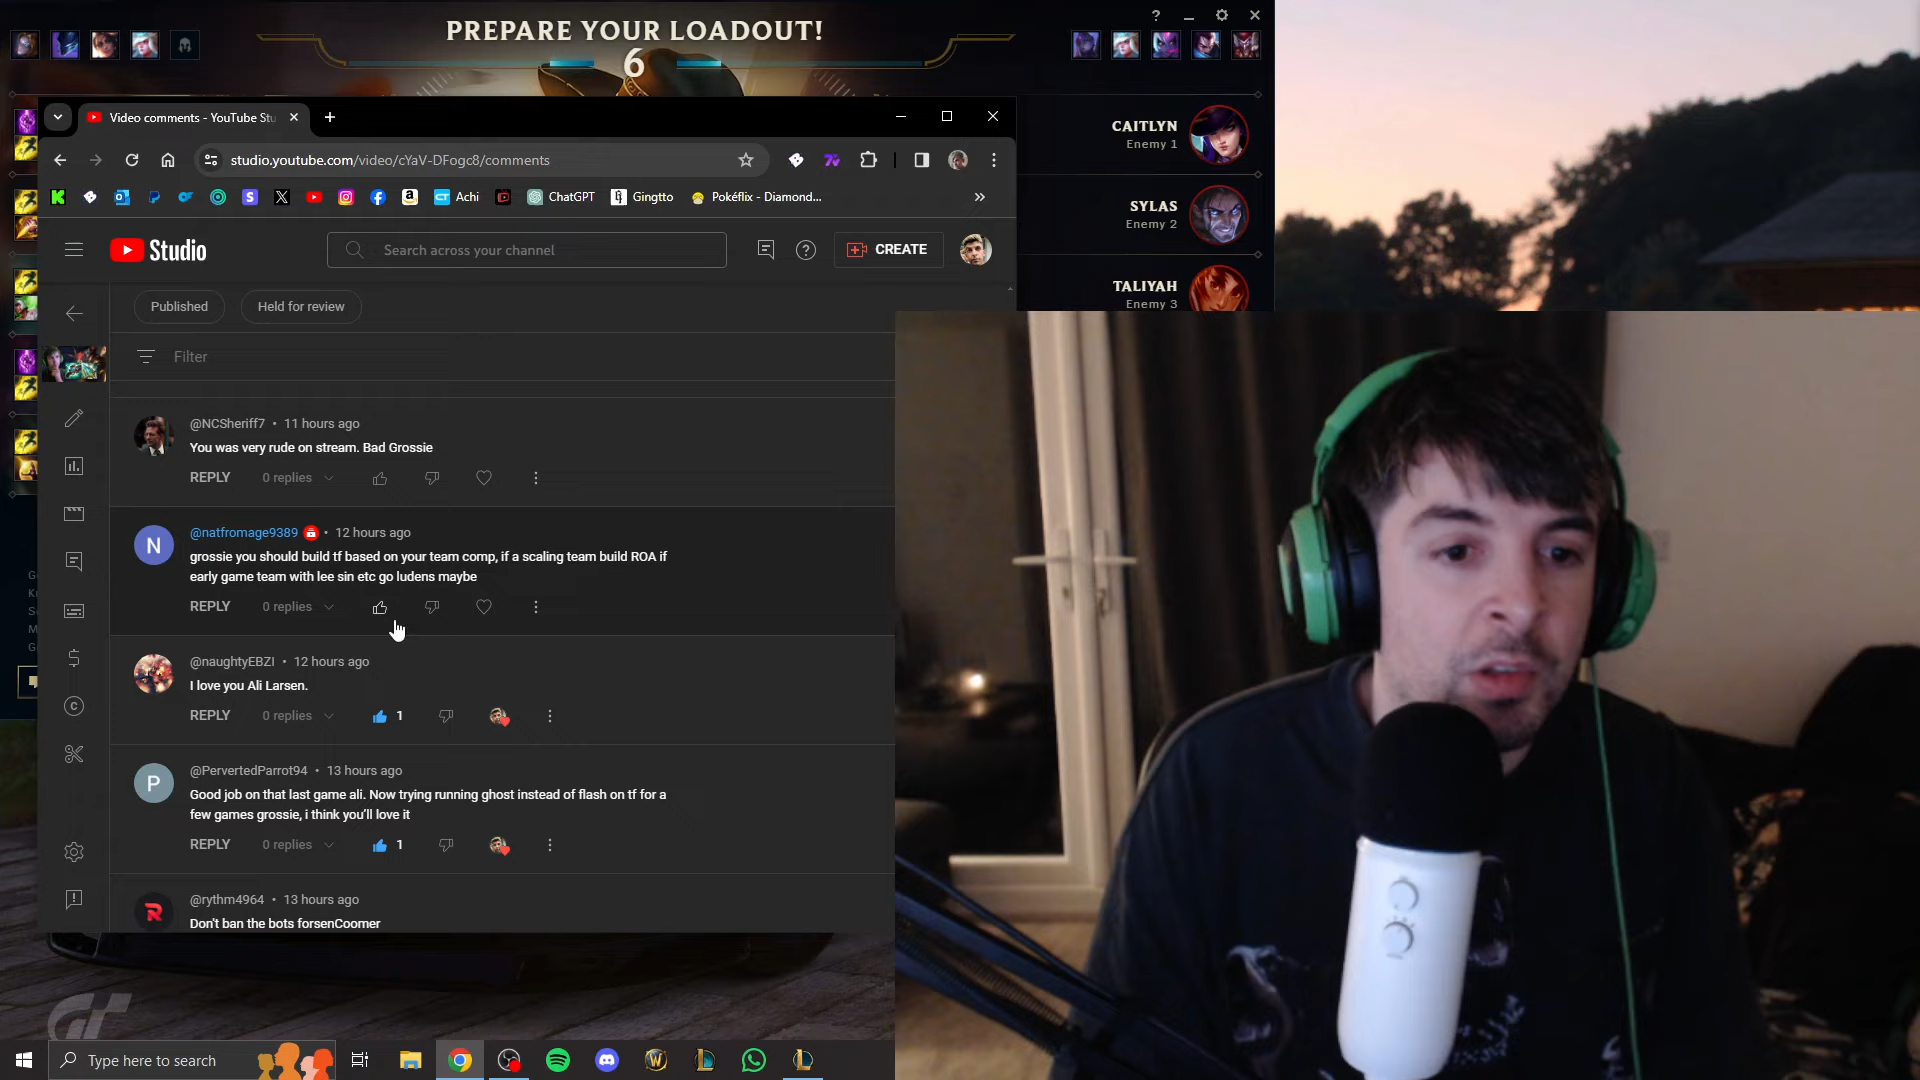 PREPARE YOUR LOADOUT!
6
CAITLYN
Enemy 1
SYLAS
Enemy 2
TALIYAH
Enemy 3
Video comments - YouTube Stu
studio.youtube.com/video/cYaV-DFogc8/comments
Achi
ChatGPT
Gingtto
Pokéflix - Diamond...
Studio
Search across your channel
CREATE
Published
Held for review
Filter
@NCSheriff7 • 11 hours ago
You was very rude on stream. Bad Grossie
REPLY 0 replies
@natfromage9389 • 12 hours ago
grossie you should build tf based on your team comp, if a scaling team build ROA if
early game team with lee sin etc go ludens maybe
REPLY 0 replies
@naughtyEBZI • 12 hours ago
I love you Ali Larsen.
REPLY 0 replies 1
@PervertedParrot94 • 13 hours ago
Good job on that last game ali. Now trying running ghost instead of flash on tf for a
few games grossie, i think you'll love it
REPLY 0 replies 1
@rythm4964 • 13 hours ago
Don't ban the bots forsenCoomer
Type here to search